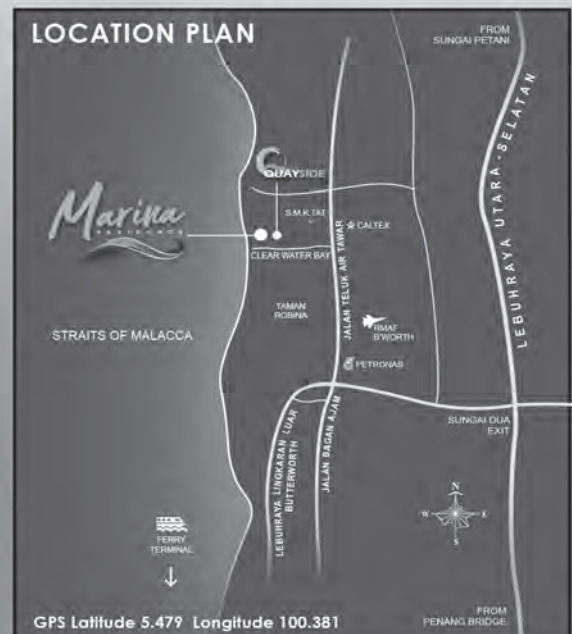 LOCATION PLAN
FROM
SUNGAI PETANI
LEBUHRAYA UTARA-SELATAN
QUAYSIDE
Marina
RESIDENCE
S.M.K.TAT
CALTEX
CLEAR WATER BAY
JALAN TELUK AIR TAWAR
TAMAN
ROBINA
RMAF
B'WORTH
STRAITS OF MALACCA
PETRONAS
SUNGAI DUA
EXIT
LEBUHRAYA LINGKARAN LUAR
BUTTERWORTH
JALAN BAGAN AJAM
N
W E
S
FERRY
TERMINAL
FROM
PENANG BRIDGE
GPS Latitude 5.479 Longitude 100.381